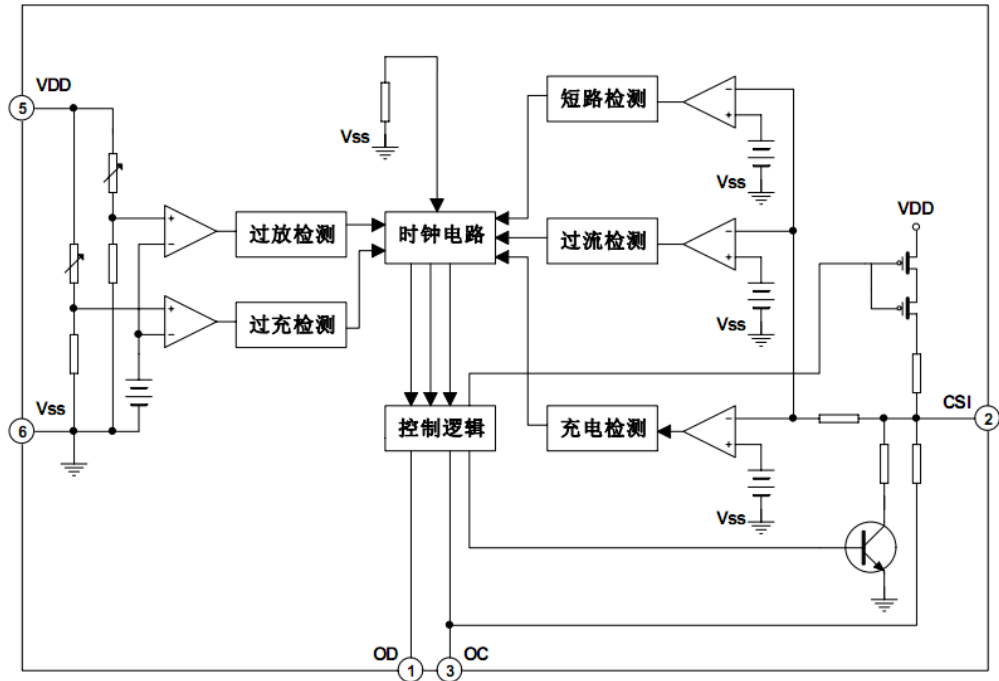 VDD
5
Vss
短路检测
Vss
VDD
过放检测
时钟电路
过流检测
过充检测
Vss
Vss
6
控制逻辑
充电检测
CSI
2
Vss
OD
1
3
OC